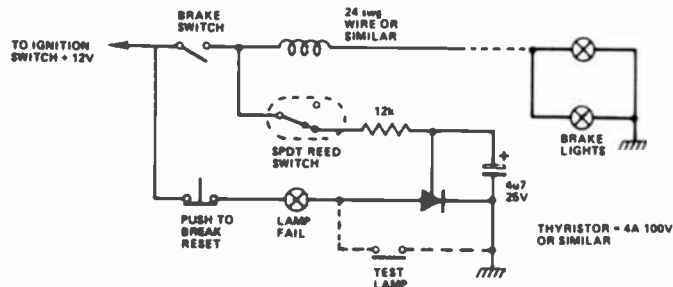 BRAKE
SWITCH
24 swg
WIRE OR
SIMILAR
TO IGNITION
SWITCH + 12V
12k
SPDT REED
SWITCH
BRAKE
LIGHTS
+
4u7
25V
PUSH TO
BREAK
RESET
LAMP
FAIL
THYRISTOR = 4A 100V
OR SIMILAR
TEST
LAMP